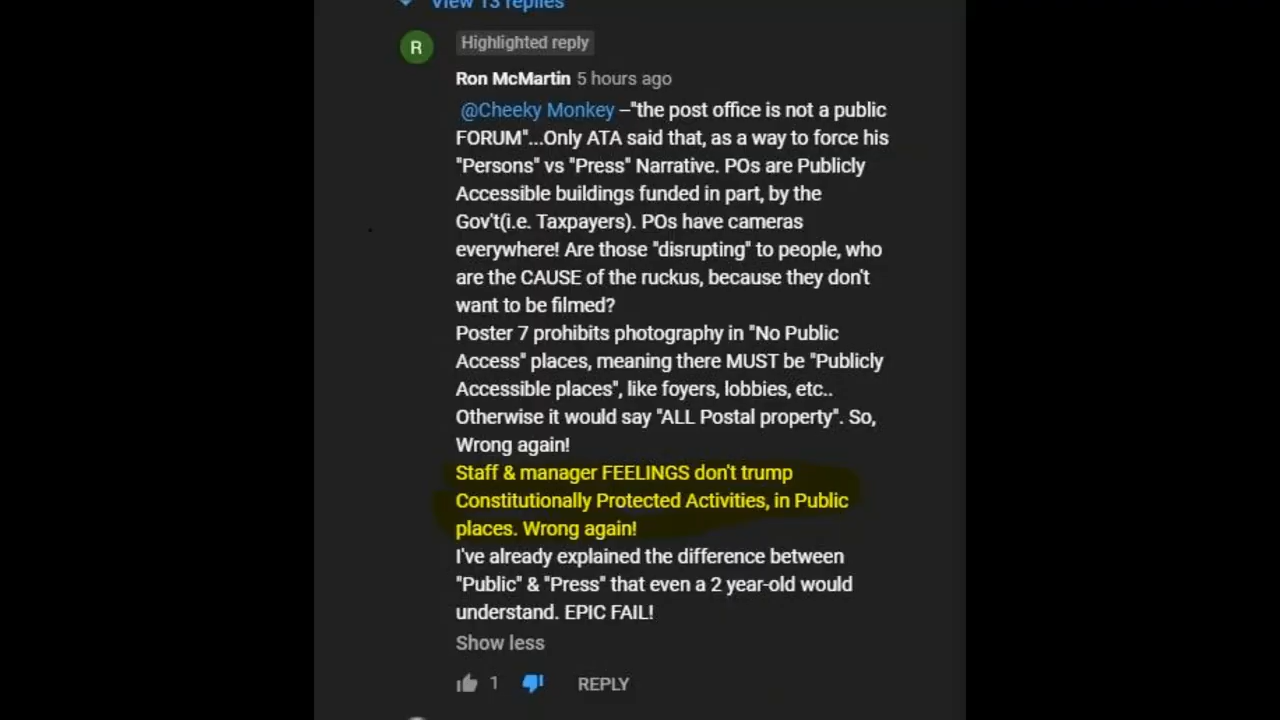 View 13 replies
R
Highlighted reply
Ron McMartin 5 hours ago
@Cheeky Monkey –"the post office is not a public
FORUM"...Only ATA said that, as a way to force his
"Persons" vs "Press" Narrative. POs are Publicly
Accessible buildings funded in part, by the
Gov't(i.e. Taxpayers). POs have cameras
everywhere! Are those "disrupting" to people, who
are the CAUSE of the ruckus, because they don't
want to be filmed?
Poster 7 prohibits photography in "No Public
Access" places, meaning there MUST be "Publicly
Accessible places", like foyers, lobbies, etc..
Otherwise it would say "ALL Postal property". So,
Wrong again!
Staff & manager FEELINGS don't trump
Constitutionally Protected Activities, in Public
places. Wrong again!
I've already explained the difference between
"Public" & "Press" that even a 2 year-old would
understand. EPIC FAIL!
Show less
1 REPLY